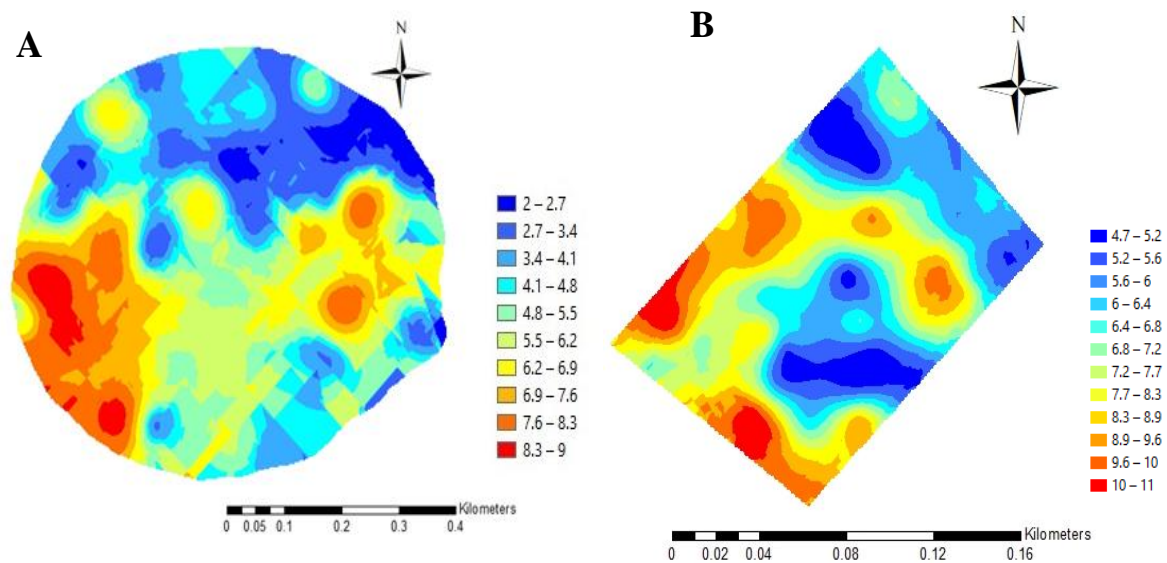 A
N
2 – 2.7
2.7 – 3.4
3.4 – 4.1
4.1 – 4.8
4.8 – 5.5
5.5 – 6.2
6.2 – 6.9
6.9 – 7.6
7.6 – 8.3
8.3 – 9
Kilometers
0 0.05 0.1 0.2 0.3 0.4
B
N
4.7 – 5.2
5.2 – 5.6
5.6 – 6
6 – 6.4
6.4 – 6.8
6.8 – 7.2
7.2 – 7.7
7.7 – 8.3
8.3 – 8.9
8.9 – 9.6
9.6 – 10
10 – 11
Kilometers
0 0.02 0.04 0.08 0.12 0.16